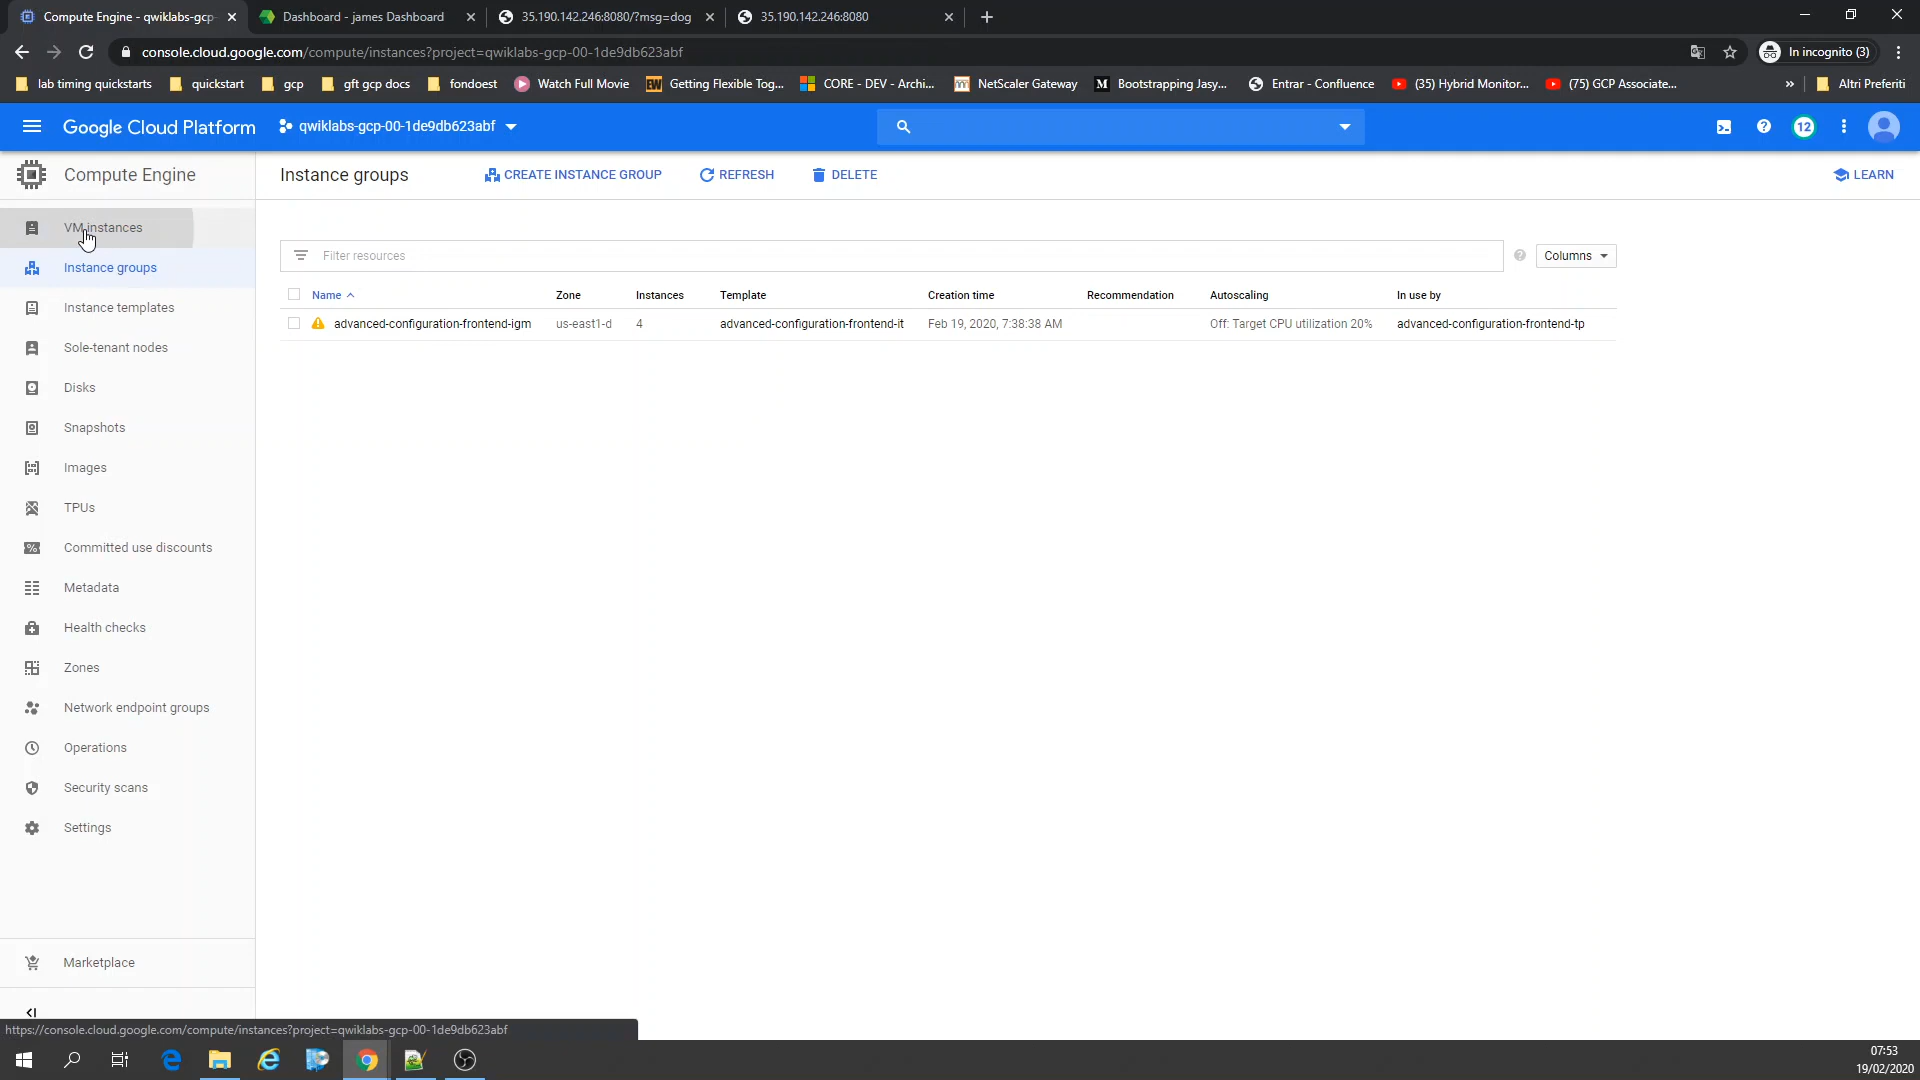 Compute Engine - qwiklabs-gcp-
Dashboard - james Dashboard
35.190.142.246:8080/?msg=dog
35.190.142.246:8080
console.cloud.google.com/compute/instances?project=qwiklabs-gcp-00-1de9db623abf
In incognito (3)
lab timing quickstarts
quickstart
gcp
gft gcp docs
fondoest
Watch Full Movie
Getting Flexible Tog...
CORE - DEV - Archi...
NetScaler Gateway
Bootstrapping Jasy...
Entrar - Confluence
(35) Hybrid Monitor...
(75) GCP Associate...
»
Altri Preferiti
Google Cloud Platform
qwiklabs-gcp-00-1de9db623abf
12
Compute Engine
Instance groups
CREATE INSTANCE GROUP
REFRESH
DELETE
LEARN
VM instances
Instance groups
Instance templates
Sole-tenant nodes
Disks
Snapshots
Images
TPUs
Committed use discounts
Metadata
Health checks
Zones
Network endpoint groups
Operations
Security scans
Settings
Marketplace
Filter resources
Columns
Name Zone Instances Template Creation time Recommendation Autoscaling In use by
advanced-configuration-frontend-igm us-east1-d 4 advanced-configuration-frontend-it Feb 19, 2020, 7:38:38 AM Off: Target CPU utilization 20% advanced-configuration-frontend-tp
https://console.cloud.google.com/compute/instances?project=qwiklabs-gcp-00-1de9db623abf
07:53
19/02/2020